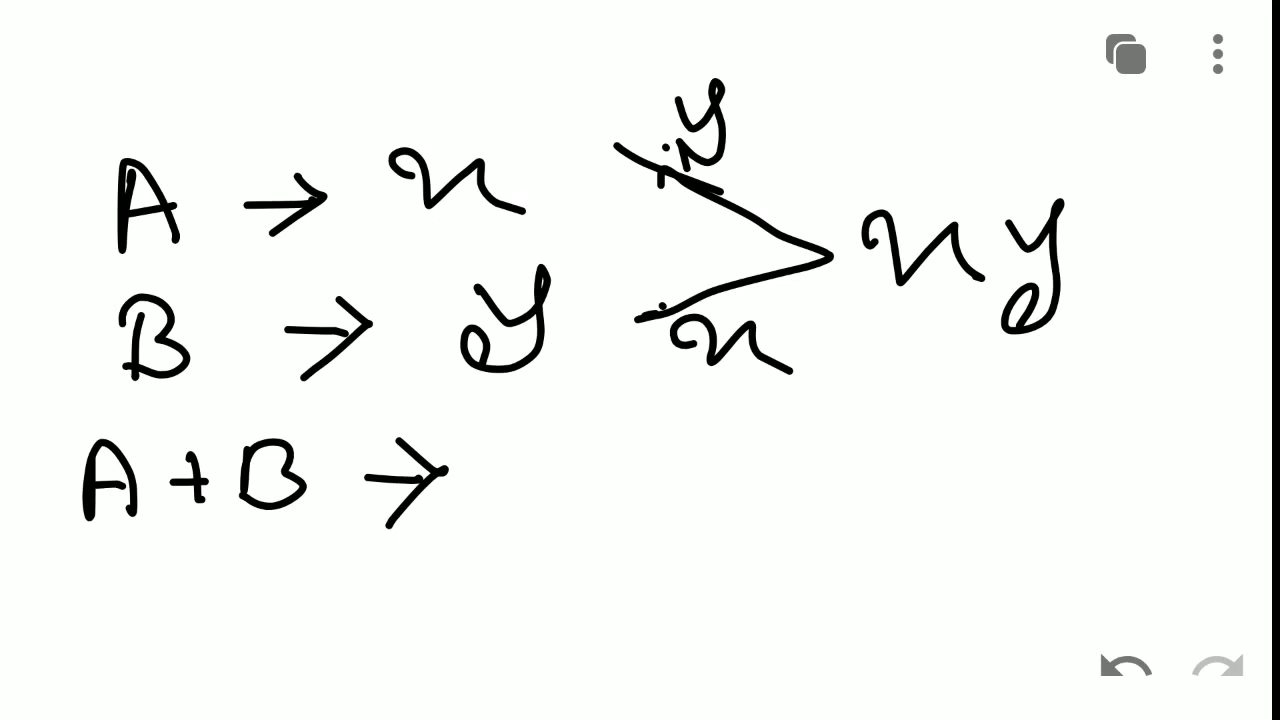 A → x y
B → y x xy
A + B →